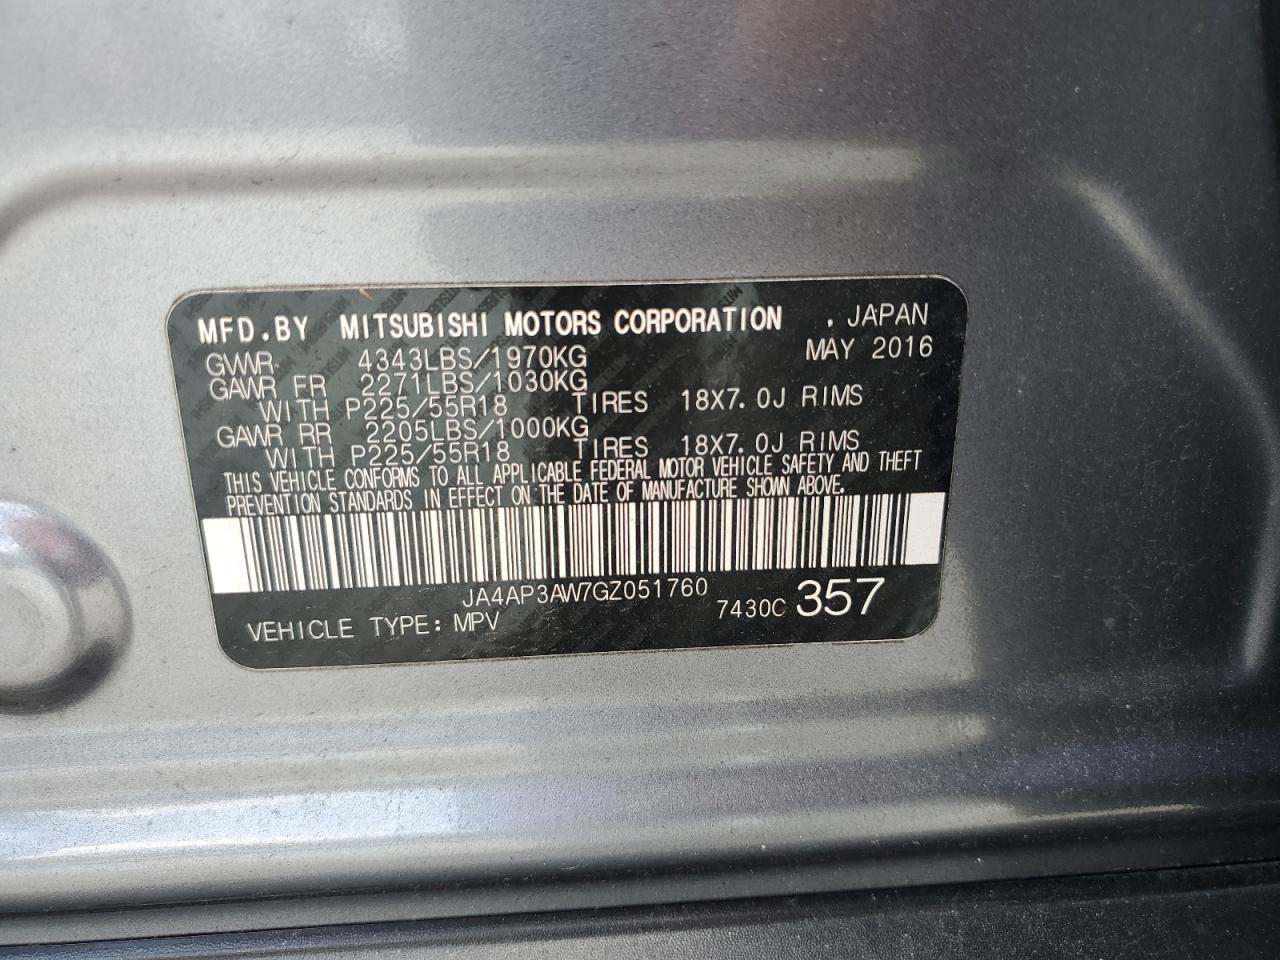 MFD.BY MITSUBISHI MOTORS CORPORATION . JAPAN
GVWR 4343LBS/1970KG MAY 2016
GAWR FR 2271LBS/1030KG
WITH P225/55R18 TIRES 18X7.0J RIMS
GAWR RR 2205LBS/1000KG
WITH P225/55R18 TIRES 18X7.0J RIMS
THIS VEHICLE CONFORMS TO ALL APPLICABLE FEDERAL MOTOR VEHICLE SAFETY AND THEFT
PREVENTION STANDARDS IN EFFECT ON THE DATE OF MANUFACTURE SHOWN ABOVE.
JA4AP3AW7GZ051760
VEHICLE TYPE: MPV 7430C 357